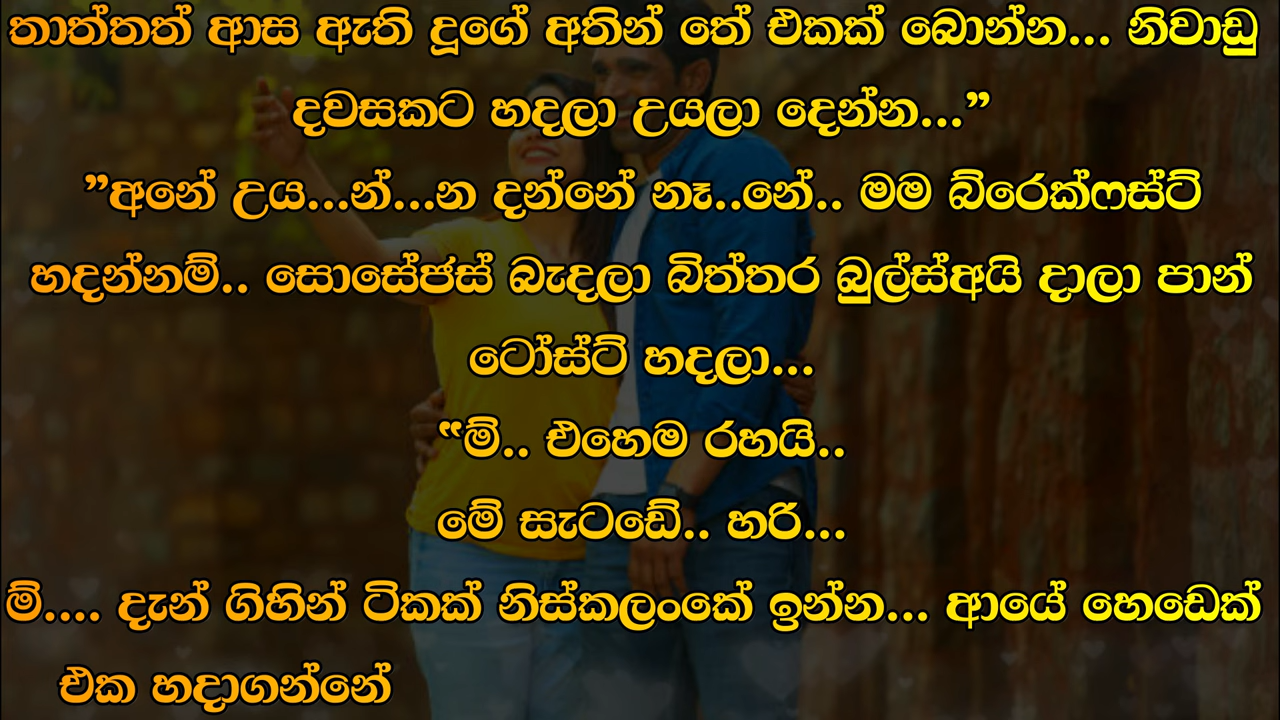 තාත්තත් ආස ඇති දූගේ අතින් තේ එකක් බොන්න... නිවාඩු
දවසකට හදලා උයලා දෙන්න...”
”අනේ උය...න්...න දන්නේ නෑ..නේ.. මම බ්රෙක්ෆස්ට්
හදන්නම්.. සොසේජස් බැදලා බිත්තර බුල්ස්අයි දාලා පාන්
ටෝස්ට් හදලා...
“ම්.. එහෙම රහයි..
මේ සැටඩේ.. හරි...
ම්.... දැන් ගිහින් ටිකක් නිස්කලංකේ ඉන්න... ආයේ හෙඩෙක්
එක හදාගන්නේ